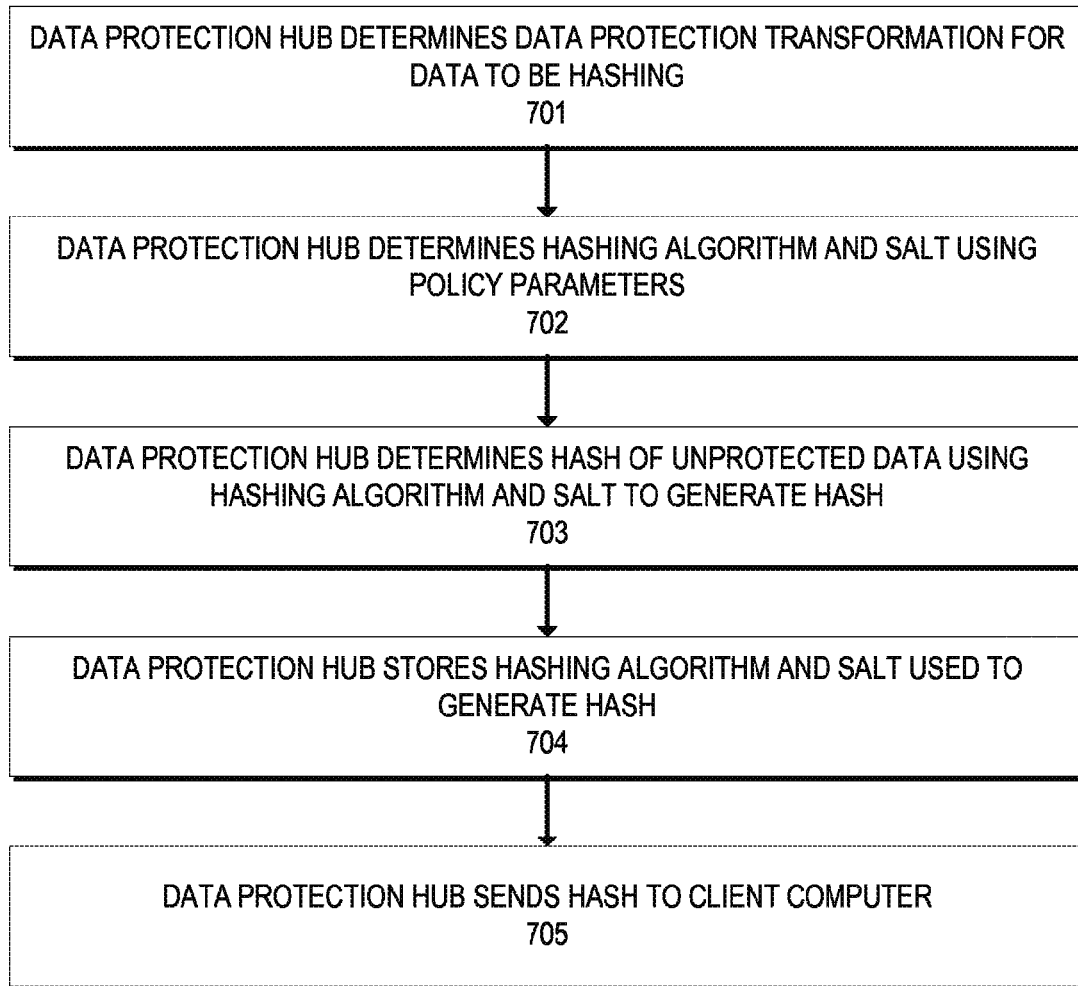 DATA PROTECTION HUB DETERMINES DATA PROTECTION TRANSFORMATION FOR
DATA TO BE HASHING
701
DATA PROTECTION HUB DETERMINES HASHING ALGORITHM AND SALT USING
POLICY PARAMETERS
702
DATA PROTECTION HUB DETERMINES HASH OF UNPROTECTED DATA USING
HASHING ALGORITHM AND SALT TO GENERATE HASH
703
DATA PROTECTION HUB STORES HASHING ALGORITHM AND SALT USED TO
GENERATE HASH
704
DATA PROTECTION HUB SENDS HASH TO CLIENT COMPUTER
705